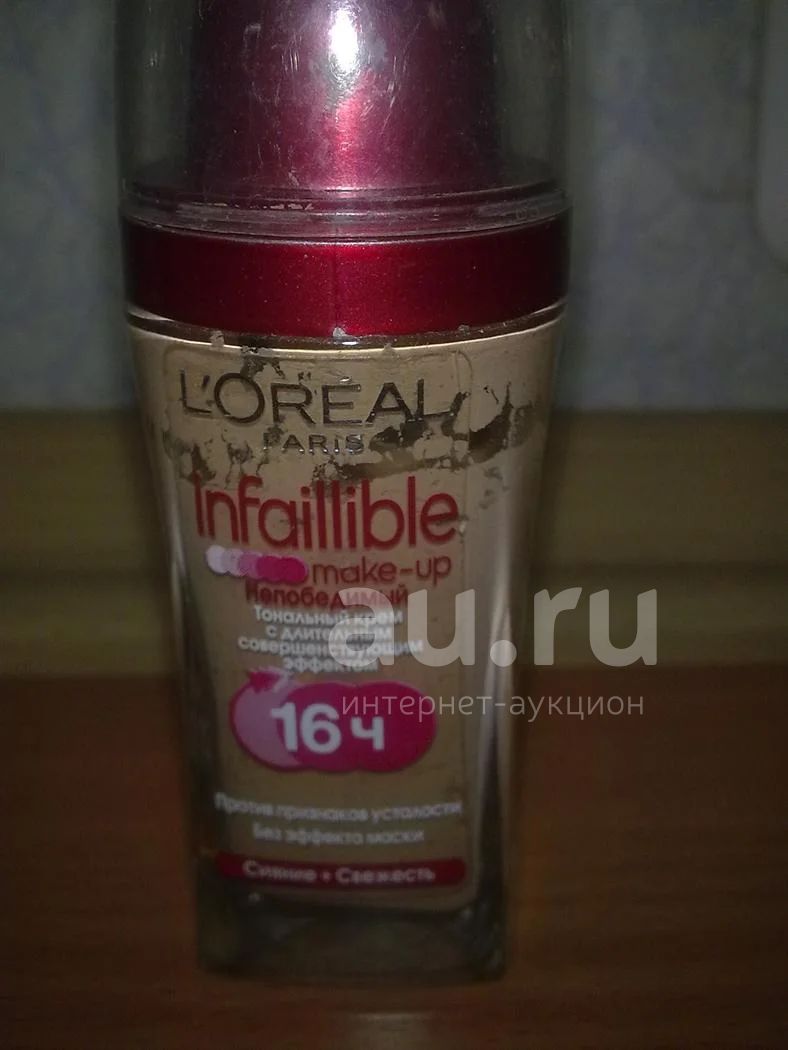 L'ORÉAL
PARIS
Infaillible
make-up
Непобедимый
Тональный крем
с длительным
совершенствующим
эффектом
16 ч
Против признаков усталости
Без эффекта маски
Сияние • Свежесть
au.ru
интернет-аукцион